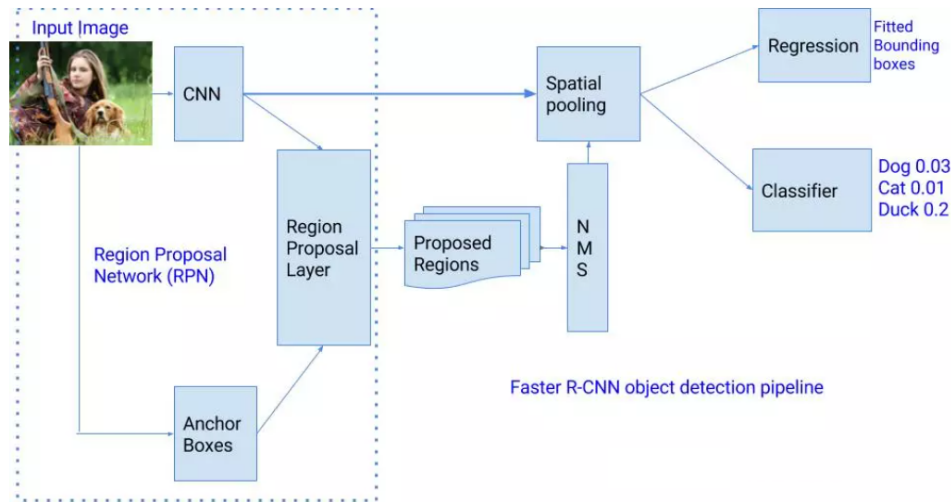 Input Image
CNN
Region Proposal
Network (RPN)
Region
Proposal
Layer
Anchor
Boxes
Proposed
Regions
N
M
S
Spatial
pooling
Regression
Fitted
Bounding
boxes
Classifier
Dog 0.03
Cat 0.01
Duck 0.2
Faster R-CNN object detection pipeline